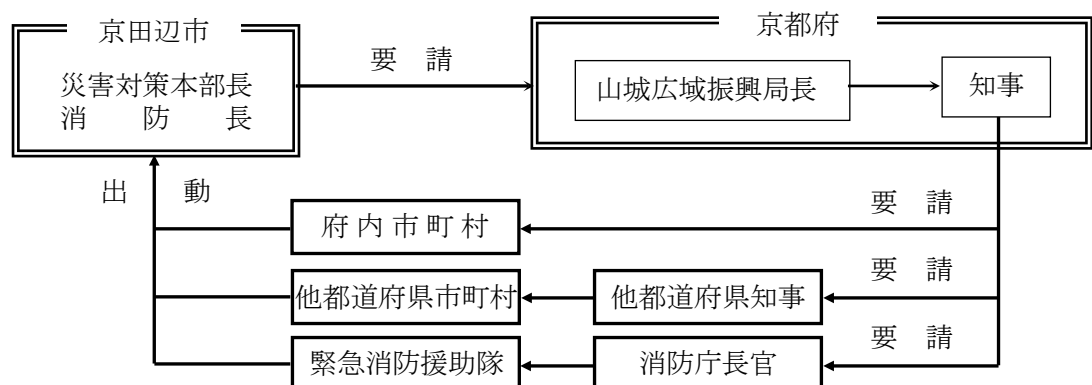 京田辺市
災害対策本部長
消防長
要請
京都府
山城広域振興局長
知事
出動
要請
府内市町村
要請
他都道府県市町村
他都道府県知事
要請
緊急消防援助隊
消防庁長官